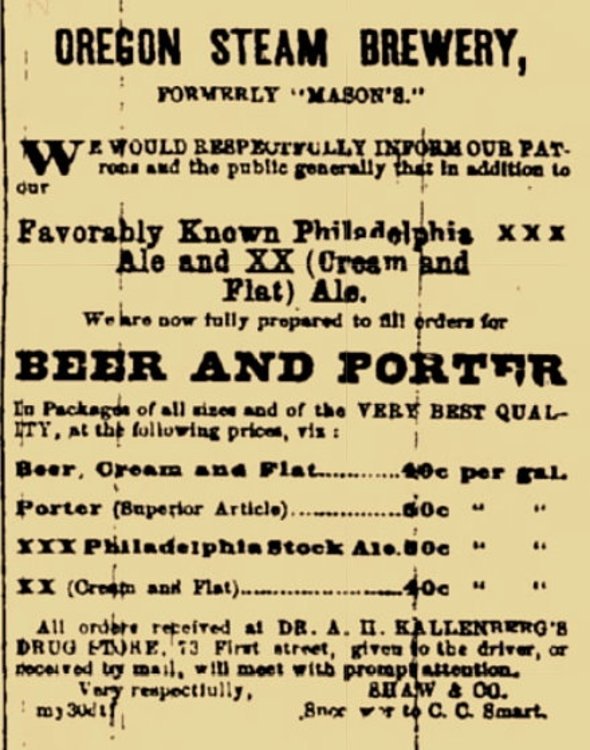 OREGON STEAM BREWERY,
FORMERLY "MASON'S."
WE WOULD RESPECTFULLY INFORM OUR PAT-
rons and the public generally that in addition to
our
Favorably Known Philadelphia XXX
Ale and XX (Cream and
Flat) Ale.
We are now fully prepared to fill orders for
BEER AND PORTER
In Packages of all sizes and of the VERY BEST QUAL-
ITY, at the following prices, viz:
Beer, Cream and Flat...........40c per gal.
Porter (Superior Article)............... " "
XXX Philadelphia Stock Ale. " "
XX (Cream and Flat)......................40c " "
All orders received at DR. A. H. KALLENBERG'S
DRUG STORE, 73 First street, given to the driver, or
received by mail, will meet with prompt attention.
Very respectfully, SHAW & CO.
my30dtf Successor to C. C. Smart.